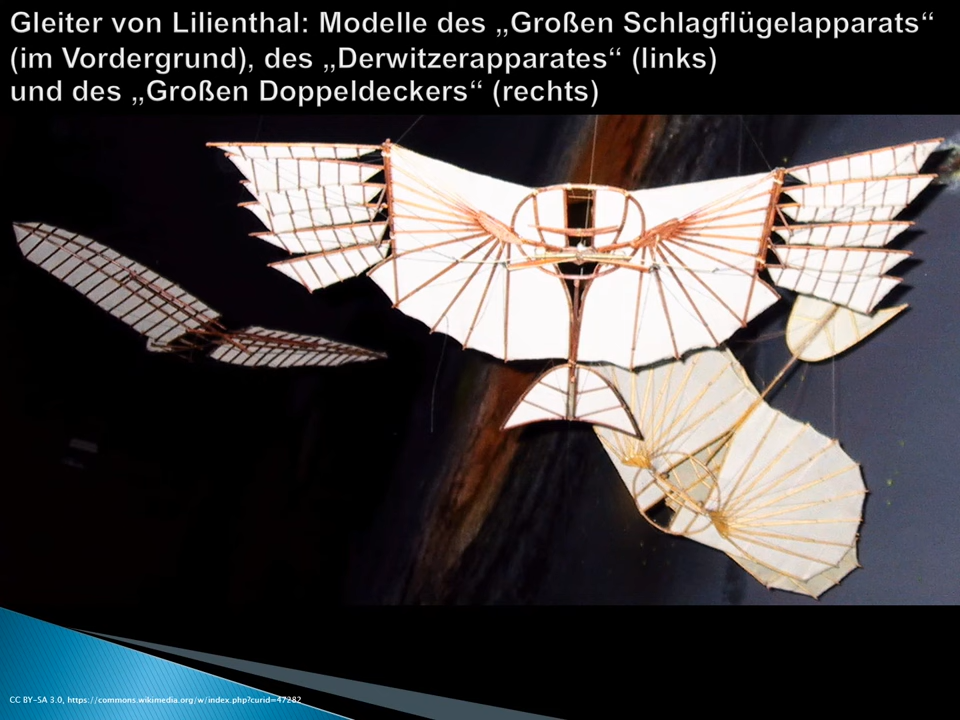 Gleiter von Lilienthal: Modelle des „Großen Schlagflügelapparats“
(im Vordergrund), des „Derwitzerapparates“ (links)
und des „Großen Doppeldeckers“ (rechts)
CC BY-SA 3.0, https://commons.wikimedia.org/w/index.php?curid=47282